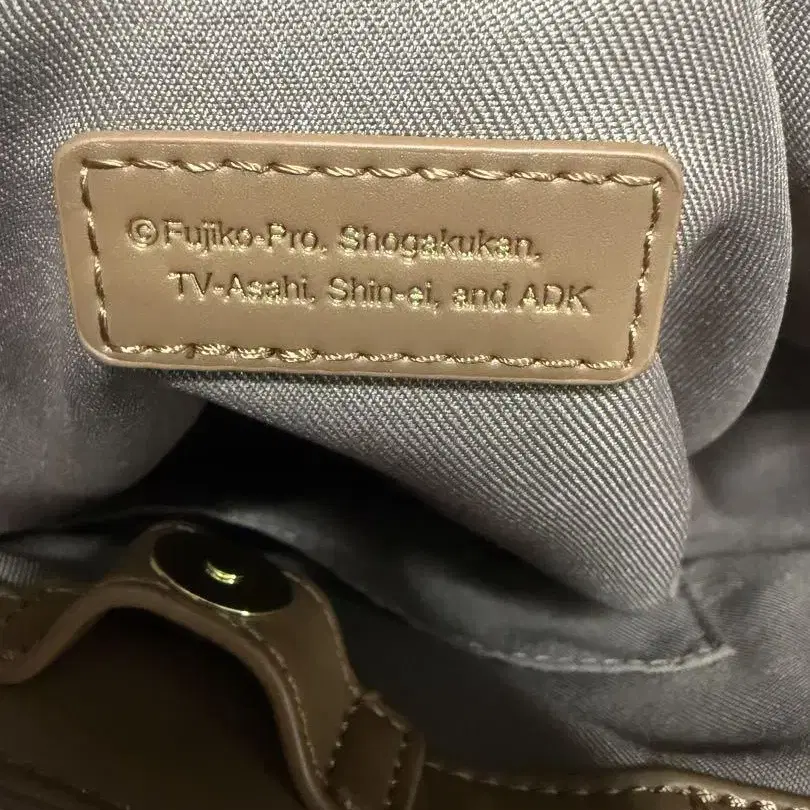 ©Fujiko-Pro, Shogakukan,
TV-Asahi, Shin-ei, and ADK